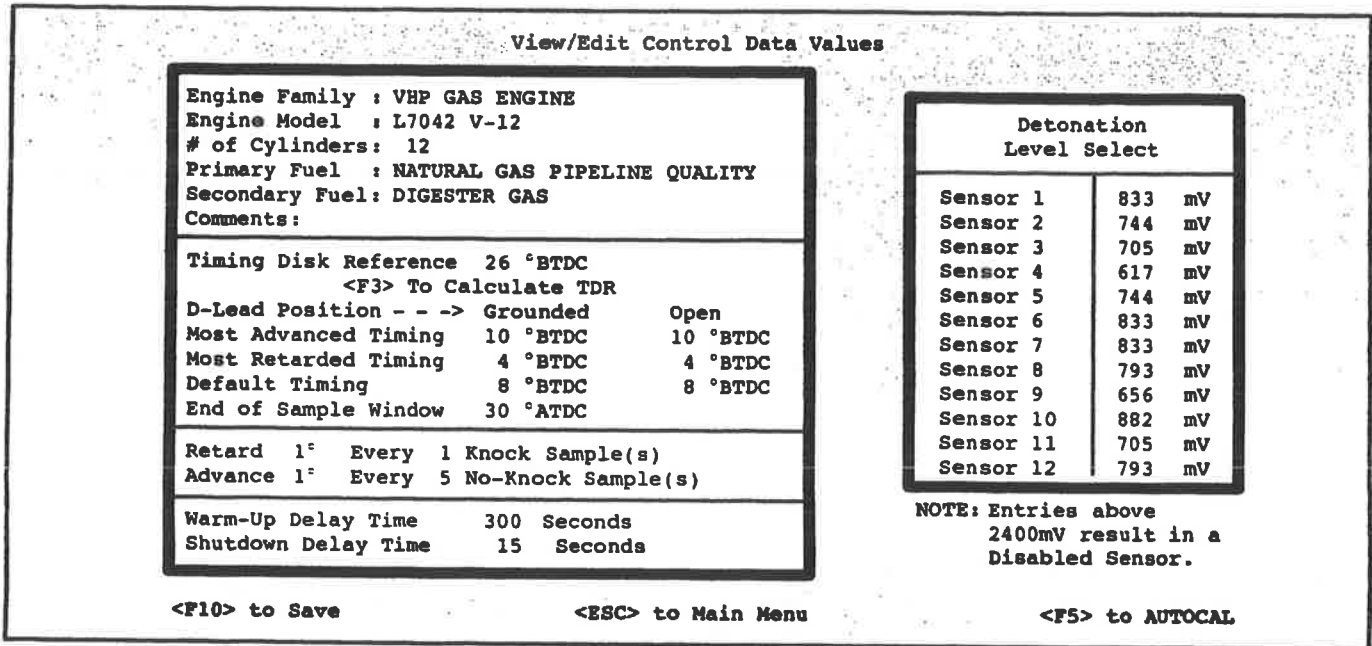 View/Edit Control Data Values
Engine Family : VHP GAS ENGINE
Engine Model : L7042 V-12
# of Cylinders: 12
Primary Fuel : NATURAL GAS PIPELINE QUALITY
Secondary Fuel: DIGESTER GAS
Comments:
Timing Disk Reference 26 °BTDC
<F3> To Calculate TDR
D-Lead Position - - -> Grounded Open
Most Advanced Timing 10 °BTDC 10 °BTDC
Most Retarded Timing 4 °BTDC 4 °BTDC
Default Timing 8 °BTDC 8 °BTDC
End of Sample Window 30 °ATDC
Retard 1° Every 1 Knock Sample(s)
Advance 1° Every 5 No-Knock Sample(s)
Warm-Up Delay Time 300 Seconds
Shutdown Delay Time 15 Seconds
Detonation
Level Select
Sensor 1 833 mV
Sensor 2 744 mV
Sensor 3 705 mV
Sensor 4 617 mV
Sensor 5 744 mV
Sensor 6 833 mV
Sensor 7 833 mV
Sensor 8 793 mV
Sensor 9 656 mV
Sensor 10 882 mV
Sensor 11 705 mV
Sensor 12 793 mV
NOTE: Entries above
2400mV result in a
Disabled Sensor.
<F10> to Save <ESC> to Main Menu <F5> to AUTOCAL